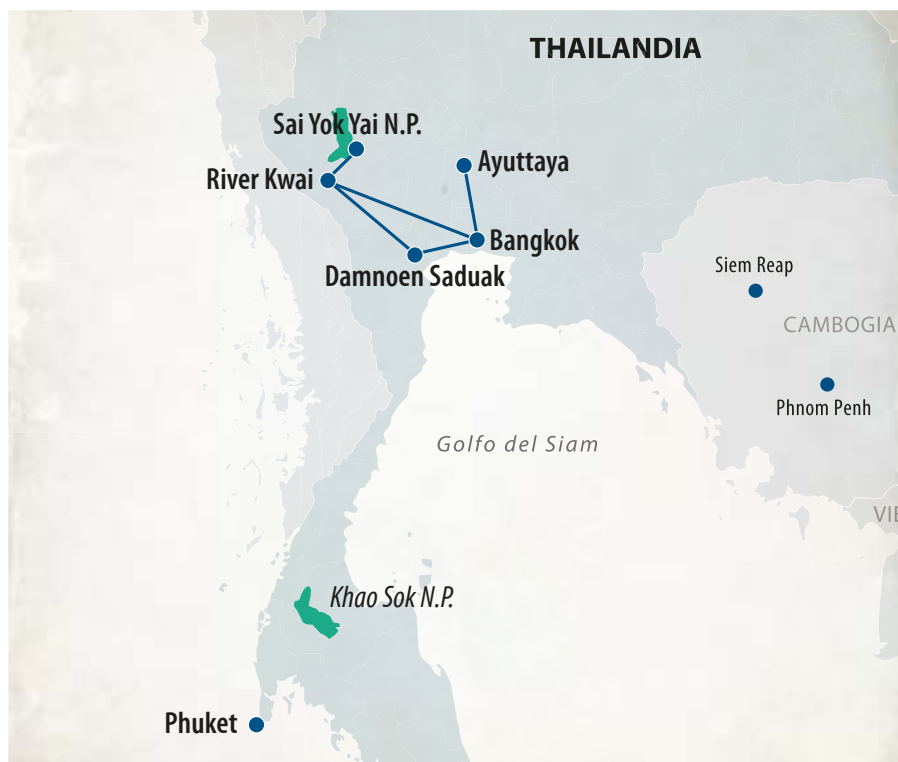 THAILANDIA
Sai Yok Yai N.P.
Ayuttaya
River Kwai
Bangkok
Damnoen Saduak
Siem Reap
CAMBOGIA
Phnom Penh
Golfo del Siam
VIE
Khao Sok N.P.
Phuket